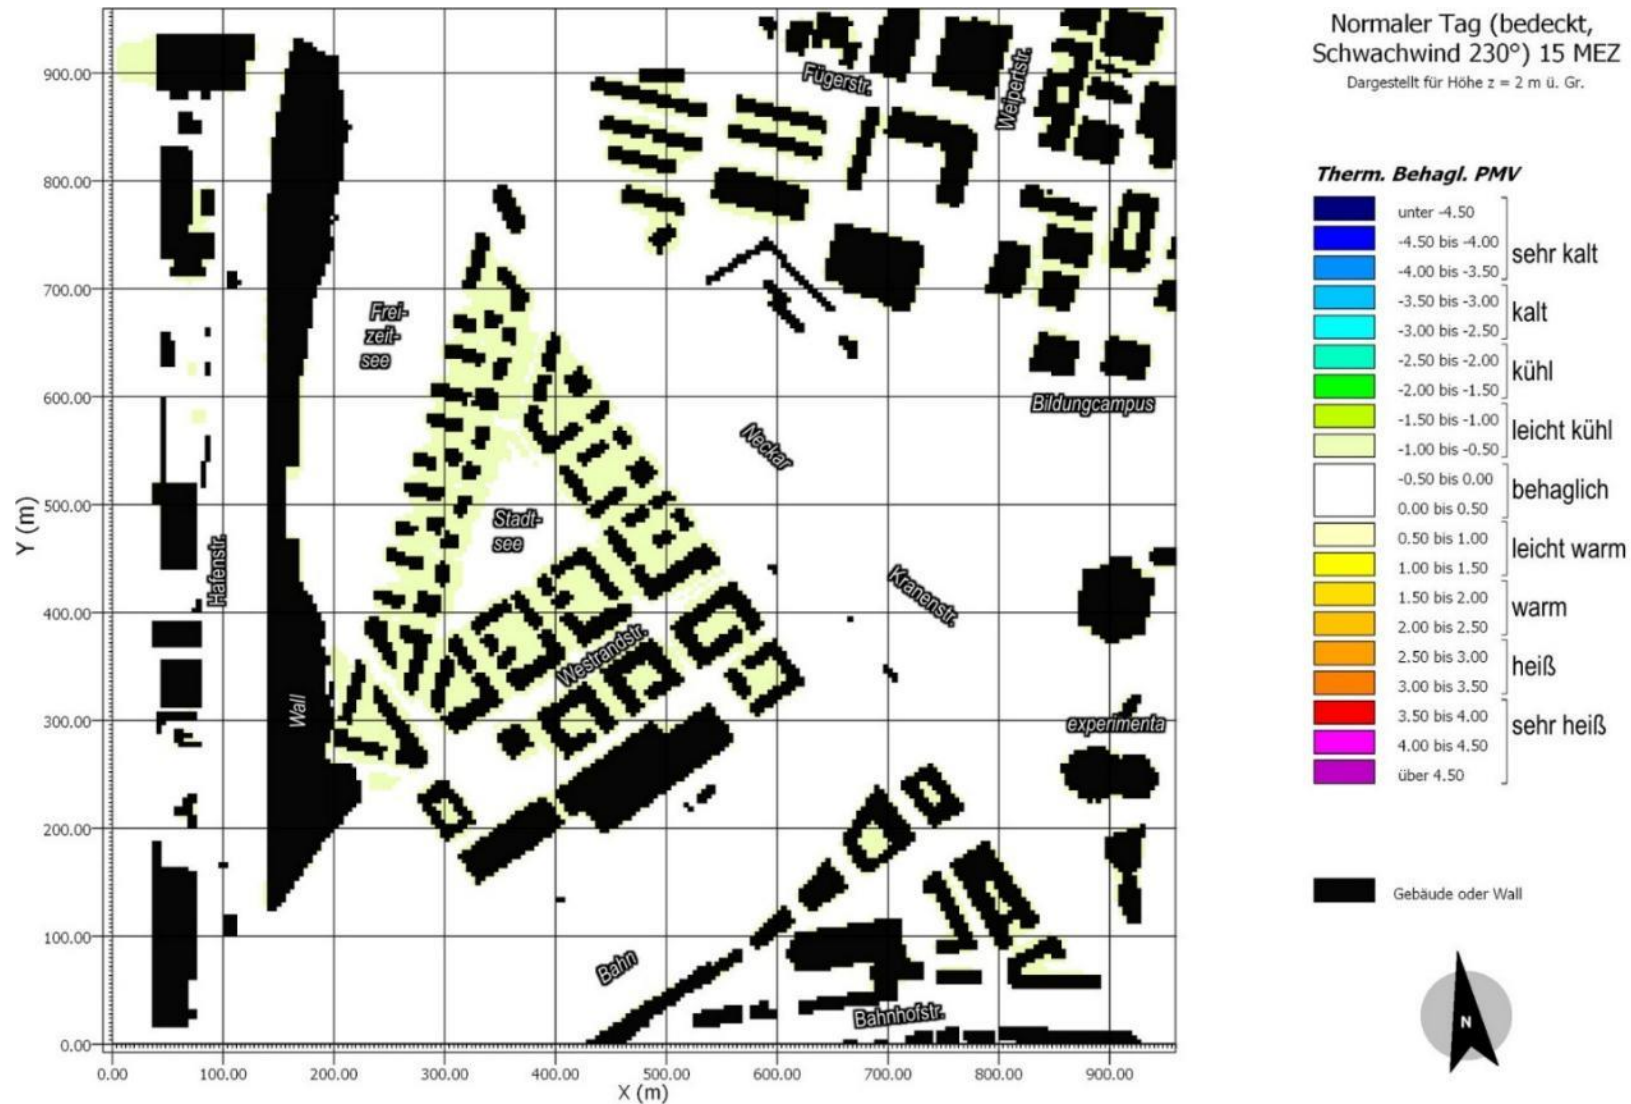 Normaler Tag (bedeckt,
Schwachwind 230°) 15 MEZ
Dargestellt für Höhe z = 2 m ü. Gr.
Therm. Behagl. PMV
unter -4.50
-4.50 bis -4.00
-4.00 bis -3.50
sehr kalt
-3.50 bis -3.00
-3.00 bis -2.50
kalt
-2.50 bis -2.00
-2.00 bis -1.50
kühl
-1.50 bis -1.00
-1.00 bis -0.50
leicht kühl
-0.50 bis 0.00
0.00 bis 0.50
behaglich
0.50 bis 1.00
1.00 bis 1.50
leicht warm
1.50 bis 2.00
2.00 bis 2.50
warm
2.50 bis 3.00
3.00 bis 3.50
heiß
3.50 bis 4.00
4.00 bis 4.50
über 4.50
sehr heiß
Gebäude oder Wall
N
Y (m)
900.00
800.00
700.00
600.00
500.00
400.00
300.00
200.00
100.00
0.00
0.00
100.00
200.00
300.00
400.00
500.00
600.00
700.00
800.00
900.00
X (m)
Fügerstr.
Weipertstr.
Frei-
zeit-
see
Bildungcampus
Neckar
Stadt-
see
Hafenstr.
Kranenstr.
Westrandstr.
Wall
experimenta
Bahn
Bahnhofstr.